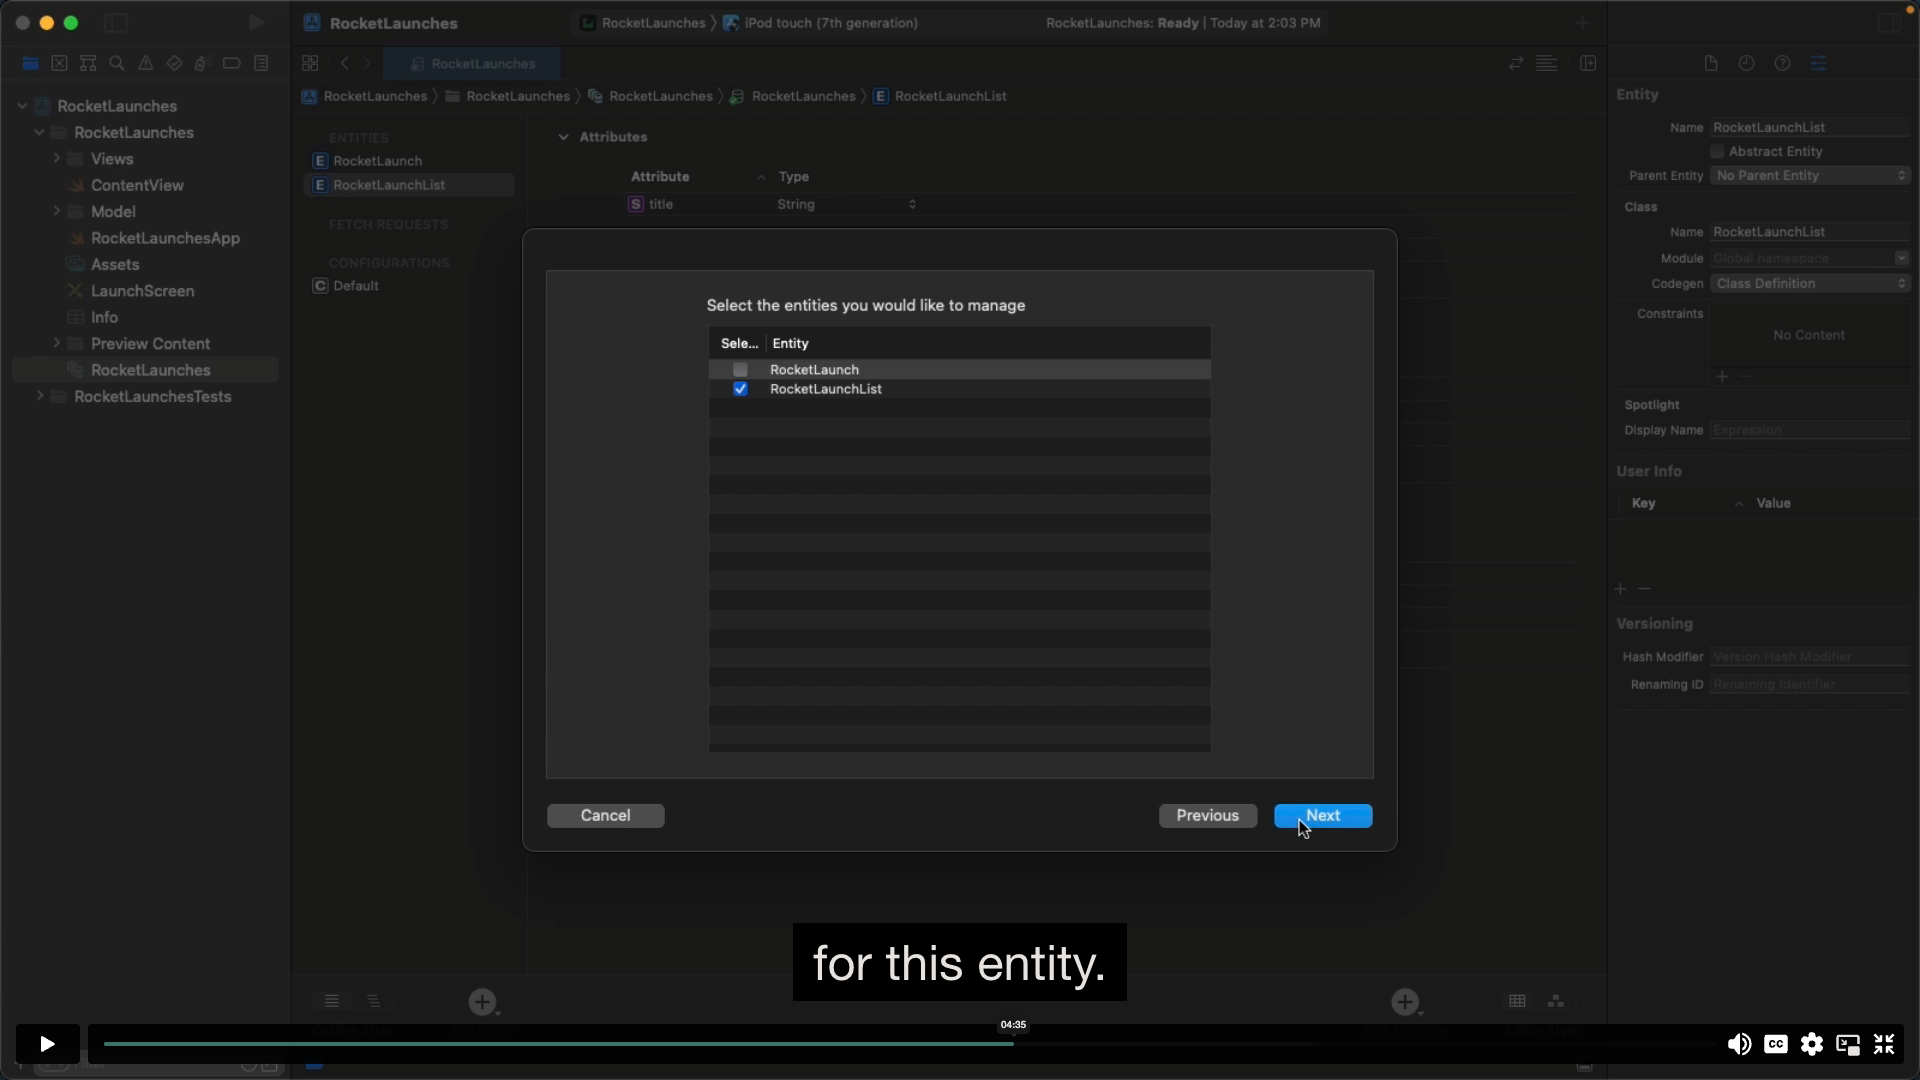 RocketLaunches
RocketLaunches
iPod touch (7th generation)
RocketLaunches: Ready | Today at 2:03 PM
RocketLaunches
RocketLaunches
RocketLaunches
RocketLaunches
RocketLaunches
RocketLaunchList
RocketLaunches
RocketLaunches
Views
ContentView
Model
RocketLaunchesApp
Assets
LaunchScreen
Info
Preview Content
RocketLaunches
RocketLaunchesTests
ENTITIES
E RocketLaunch
E RocketLaunchList
FETCH REQUESTS
CONFIGURATIONS
C Default
Attributes
Attribute
Type
S title
String
Select the entities you would like to manage
Sele...
Entity
RocketLaunch
RocketLaunchList
Cancel
Previous
Next
Entity
Name RocketLaunchList
Abstract Entity
Parent Entity No Parent Entity
Class
Name RocketLaunchList
Module Global namespace
Codegen Class Definition
Constraints
No Content
Spotlight
Display Name Expression
User Info
Key
Value
Versioning
Hash Modifier Version Hash Modifier
Renaming ID Renaming Identifier
for this entity.
04:35
CC